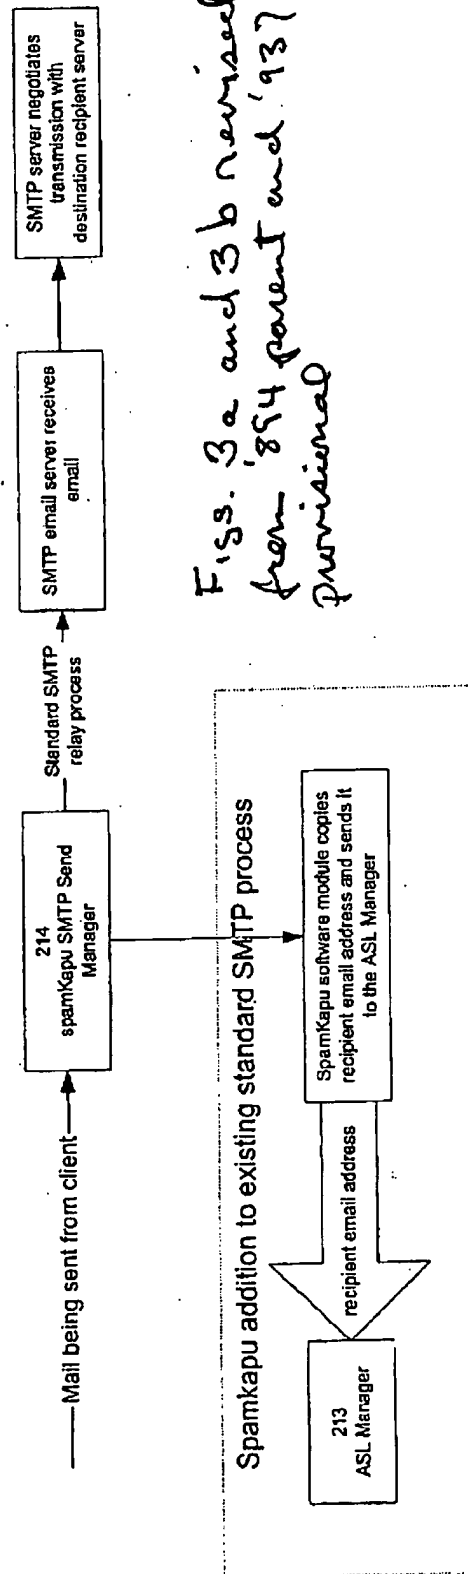 Mail being sent from client
214
spamKapu SMTP Send
Manager
Standard SMTP
relay process
SMTP email server receives
email
SMTP server negotiates
transmission with
destination recipient server
Spamkapu addition to existing standard SMTP process
213
ASL Manager
recipient email address
SpamKapu software module copies
recipient email address and sends it
to the ASL Manager
Figs. 3a and 3b revised
from '894 parent and '937
provisional